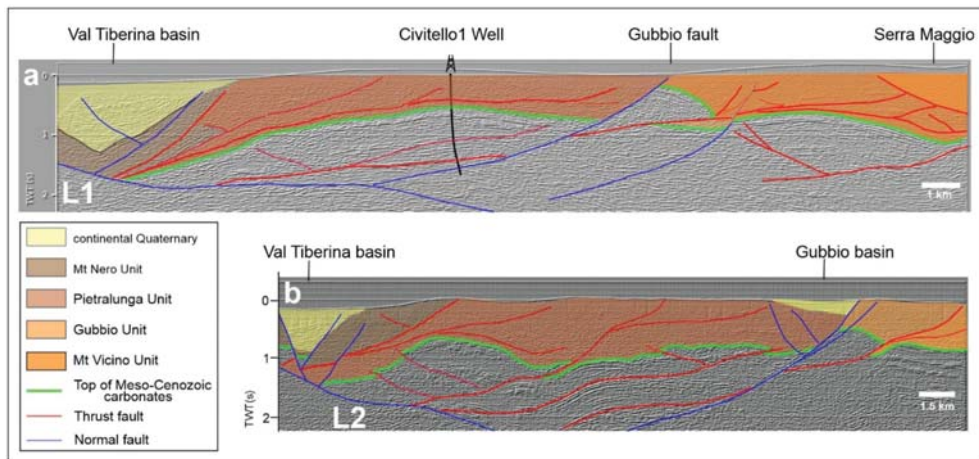 Val Tiberina basin
Civitello1 Well
Gubbio fault
Serra Maggio
a
0
1
2
TWT(s)
L1
1 km
continental Quaternary
Mt Nero Unit
Pietralunga Unit
Gubbio Unit
Mt Vicino Unit
Top of Meso-Cenozoic
carbonates
Thrust fault
Normal fault
Val Tiberina basin
Gubbio basin
b
0
1
2
TWT(s)
L2
1.5 km